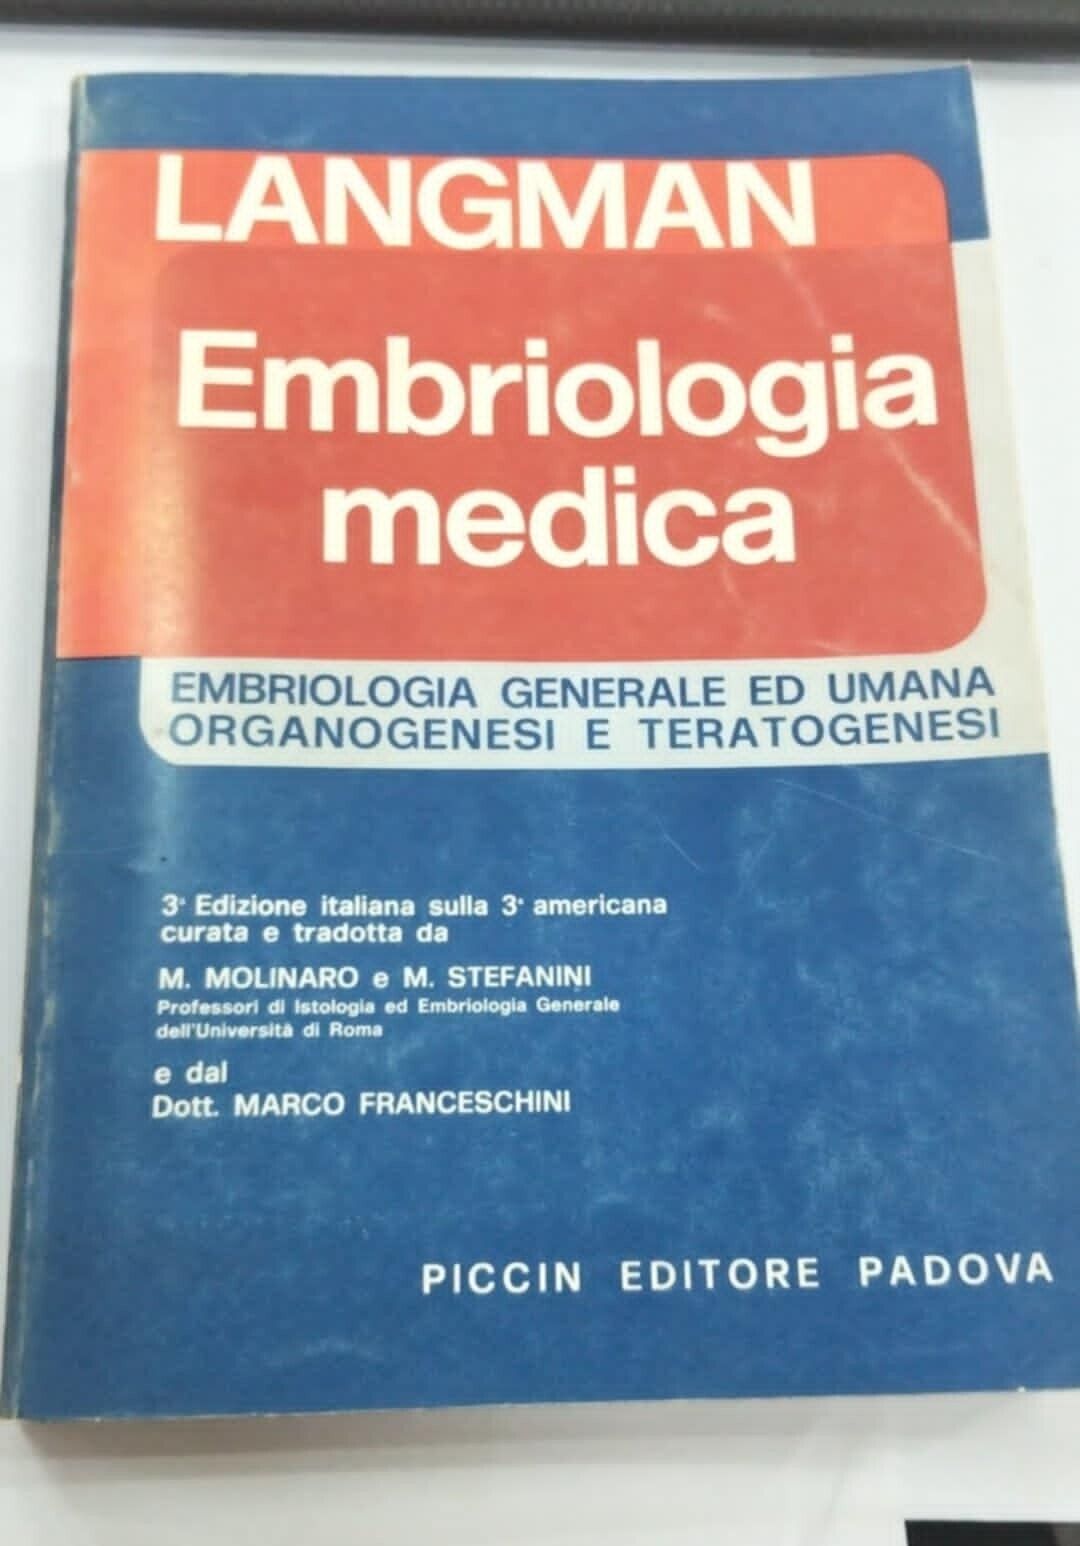 LANGMAN
Embriologia
medica
EMBRIOLOGIA GENERALE ED UMANA
ORGANOGENESI E TERATOGENESI
3ª Edizione italiana sulla 3ª americana
curata e tradotta da
M. MOLINARO e M. STEFANINI
Professori di Istologia ed Embriologia Generale
dell'Università di Roma
e dal
Dott. MARCO FRANCESCHINI
PICCIN EDITORE PADOVA